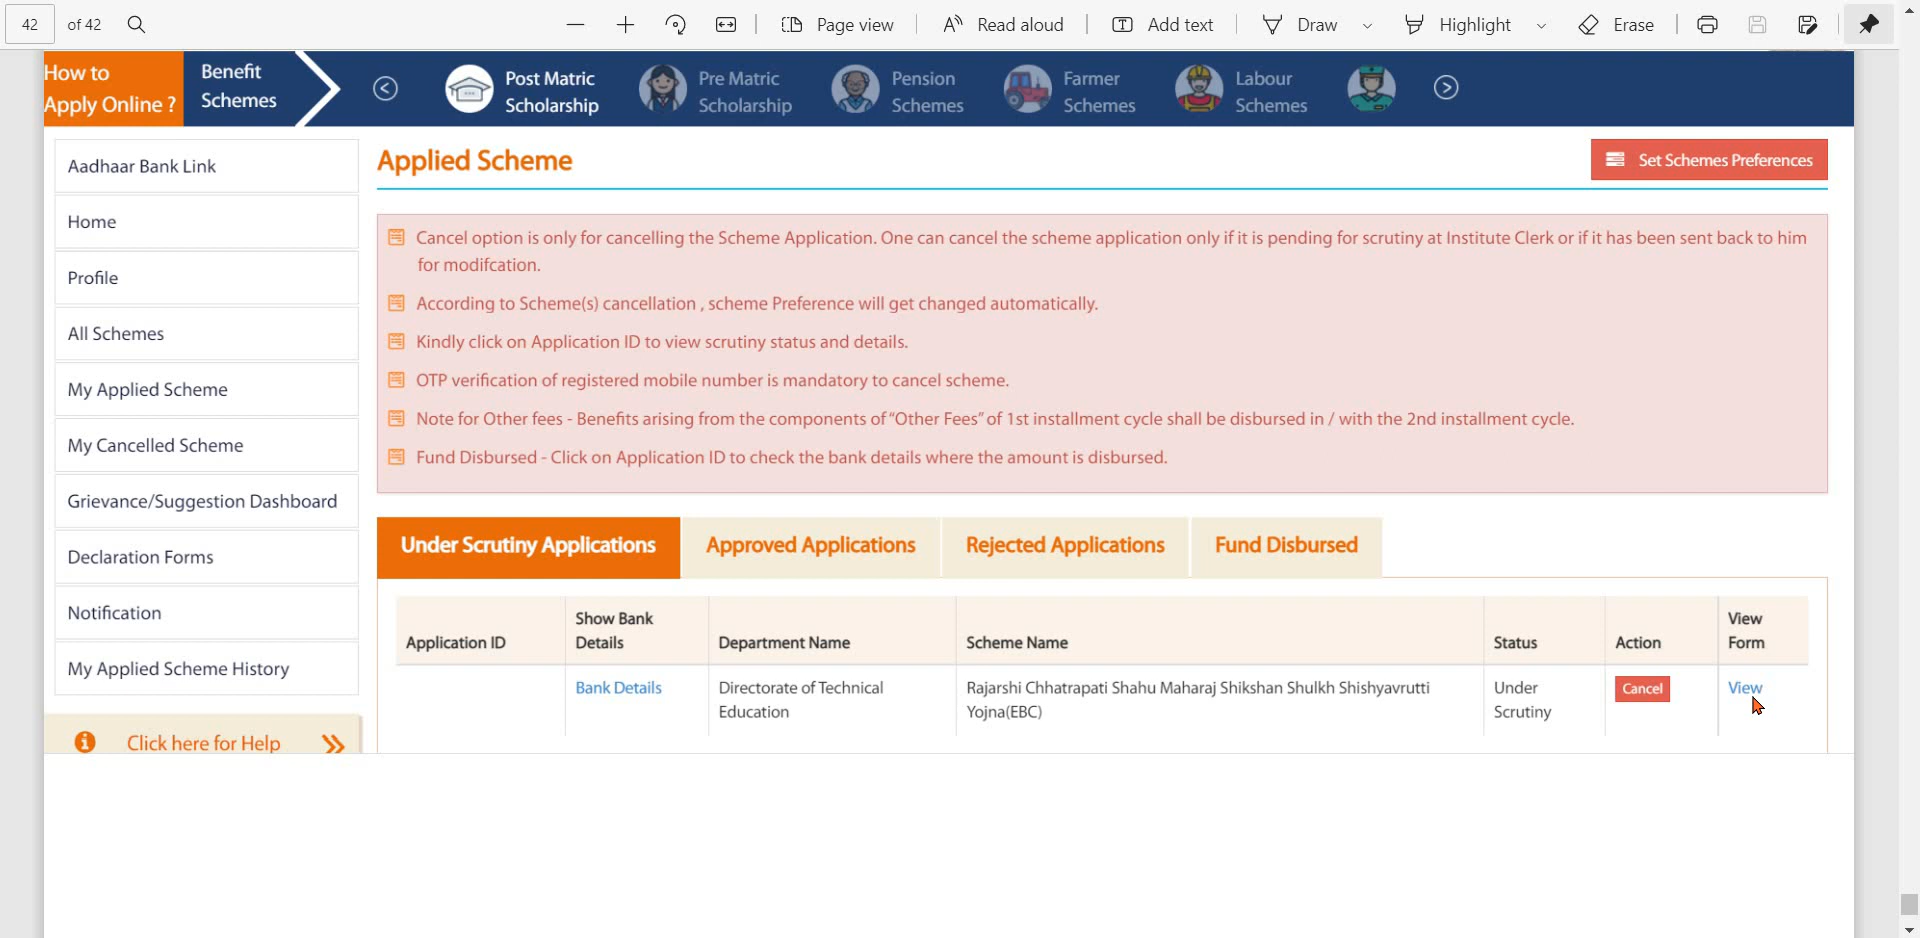 42 of 42 Page view Read aloud Add text Draw Highlight Erase
How to
Apply Online ?
Benefit
Schemes
Post Matric
Scholarship
Pre Matric
Scholarship
Pension
Schemes
Farmer
Schemes
Labour
Schemes
Aadhaar Bank Link
Home
Profile
All Schemes
My Applied Scheme
My Cancelled Scheme
Grievance/Suggestion Dashboard
Declaration Forms
Notification
My Applied Scheme History
Click here for Help
Applied Scheme
Set Schemes Preferences
Cancel option is only for cancelling the Scheme Application. One can cancel the scheme application only if it is pending for scrutiny at Institute Clerk or if it has been sent back to him
for modifcation.
According to Scheme(s) cancellation , scheme Preference will get changed automatically.
Kindly click on Application ID to view scrutiny status and details.
OTP verification of registered mobile number is mandatory to cancel scheme.
Note for Other fees - Benefits arising from the components of "Other Fees" of 1st installment cycle shall be disbursed in / with the 2nd installment cycle.
Fund Disbursed - Click on Application ID to check the bank details where the amount is disbursed.
Under Scrutiny Applications
Approved Applications
Rejected Applications
Fund Disbursed
Application ID
Show Bank
Details
Department Name
Scheme Name
Status
Action
View
Form
Bank Details
Directorate of Technical
Education
Rajarshi Chhatrapati Shahu Maharaj Shikshan Shulkh Shishyavrutti
Yojna(EBC)
Under
Scrutiny
Cancel
View